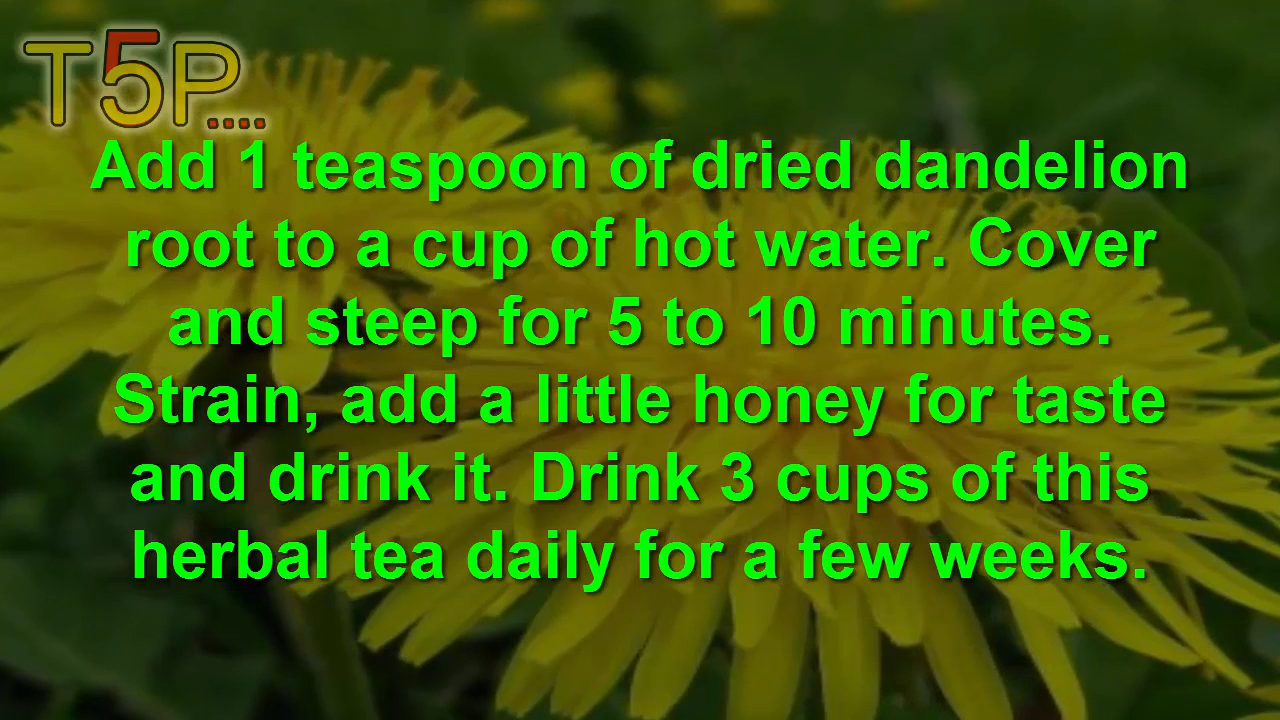 T5P....
Add 1 teaspoon of dried dandelion
root to a cup of hot water. Cover
and steep for 5 to 10 minutes.
Strain, add a little honey for taste
and drink it. Drink 3 cups of this
herbal tea daily for a few weeks.